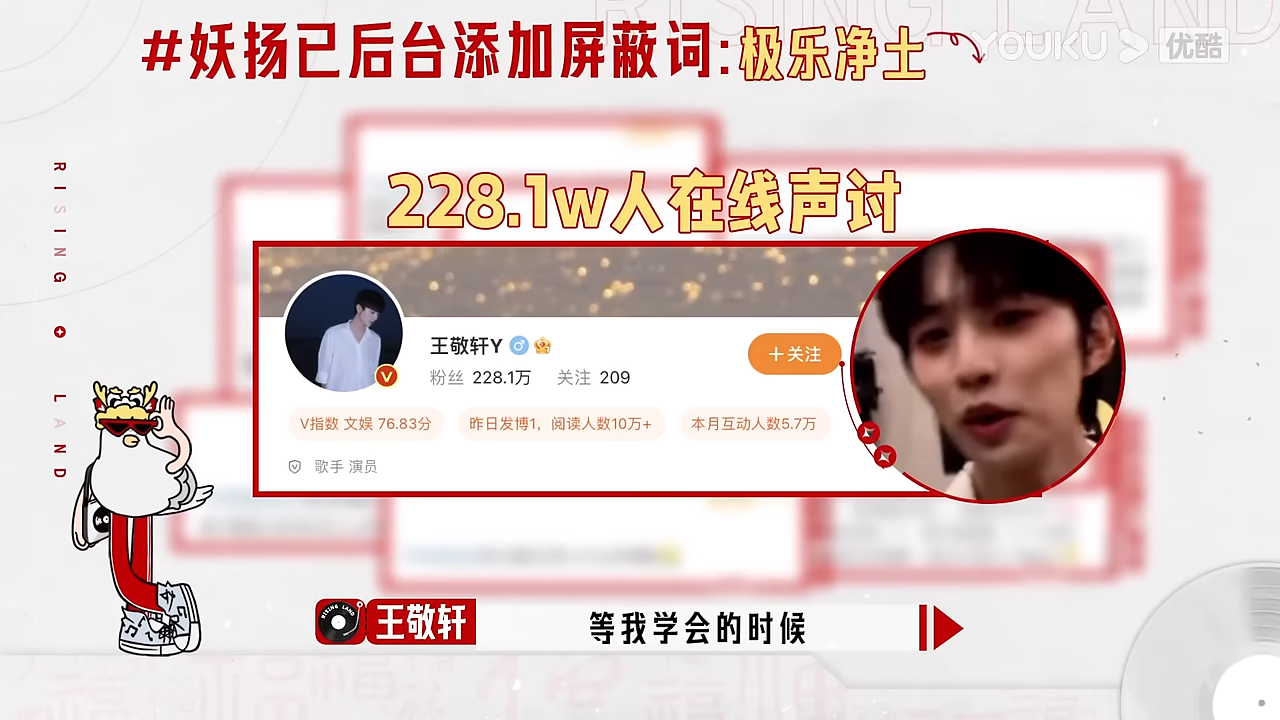 RISING LAND
#妖扬已后台添加屏蔽词:极乐净土
YOUKU 优酷
228.1w人在线声讨
王敬轩Y
粉丝 228.1万 关注 209
+关注
V指数 文娱 76.83分 昨日发博1，阅读人数10万+ 本月互动人数5.7万
歌手 演员
RISING LAND
RISING LAND
王敬轩 等我学会的时候